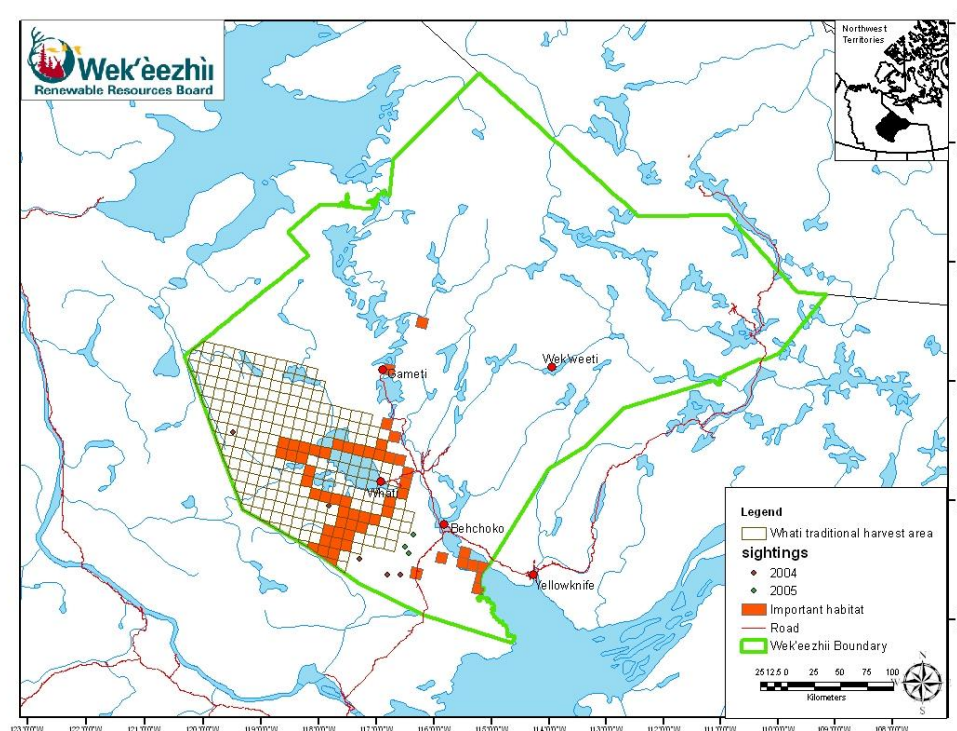 Wek'èezhìi
Renewable Resources Board
Northwest
Territories
Wek'weeti
Gameti
Whati
Behchoko
Yellowknife
Legend
Whati traditional harvest area
sightings
2004
2005
Important habitat
Road
Wek'eezhii Boundary
25 12.5 0 25 50 75 100
Kilometers
N
W
S